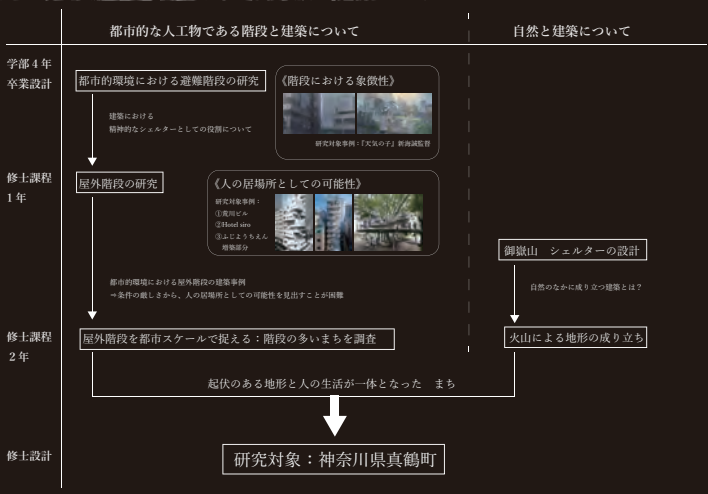 都市的な人工物である階段と建築について
自然と建築について
学部4年
卒業設計
都市的環境における避難階段の研究
《階段における象徴性》
研究対象事例：『天気の子』新海誠監督
建築における
精神的なシェルターとしての役割について
修士課程
1年
屋外階段の研究
《人の居場所としての可能性》
研究対象事例：
①荒川ビル
②Hotel siro
③ふじようちえん
増築部分
御嶽山　シェルターの設計
都市的環境における屋外階段の建築事例
⇒条件の厳しさから、人の居場所としての可能性を見出すことが困難
自然のなかに成り立つ建築とは？
修士課程
2年
屋外階段を都市スケールで捉える：階段の多いまちを調査
火山による地形の成り立ち
起伏のある地形と人の生活が一体となった　まち
修士設計
研究対象：神奈川県真鶴町